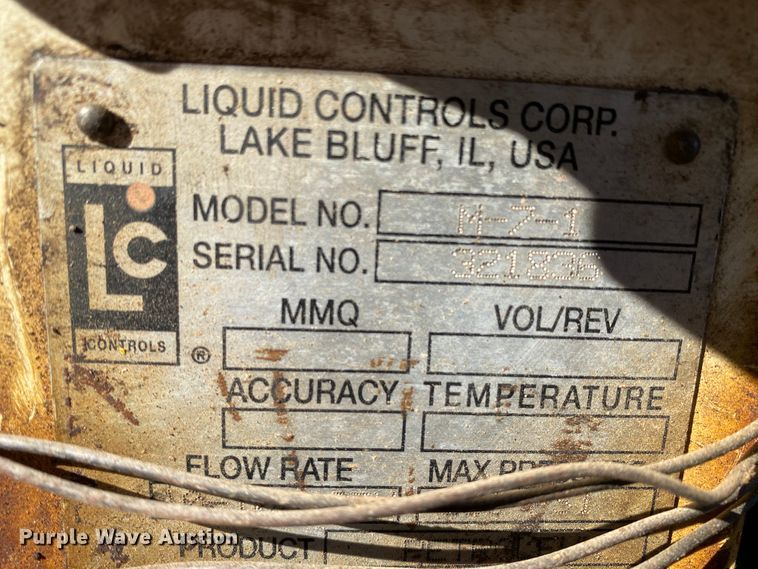 LIQUID CONTROLS CORP.
LAKE BLUFF, IL, USA
LIQUID
LC
CONTROLS
®
MODEL NO. M-7-1
SERIAL NO. 321836
MMQ VOL/REV
ACCURACY TEMPERATURE
FLOW RATE MAX
PRODUCT
Purple Wave Auction